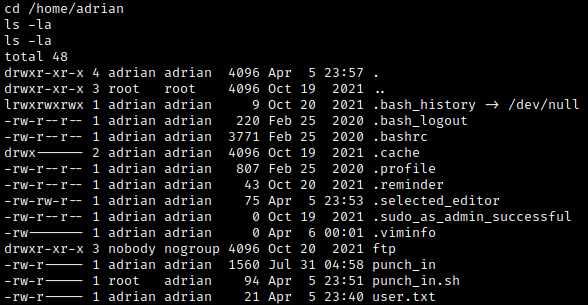 cd /home/adrian
ls -la
ls -la
total 48
drwxr-xr-x 4 adrian adrian  4096 Apr  5 23:57 .
drwxr-xr-x 3 root   root    4096 Oct 19  2021 ..
lrwxrwxrwx 1 adrian adrian     9 Oct 20  2021 .bash_history -> /dev/null
-rw-r--r-- 1 adrian adrian   220 Feb 25  2020 .bash_logout
-rw-r--r-- 1 adrian adrian  3771 Feb 25  2020 .bashrc
drwx------ 2 adrian adrian  4096 Oct 19  2021 .cache
-rw-r--r-- 1 adrian adrian   807 Feb 25  2020 .profile
-rw-r--r-- 1 adrian adrian    43 Oct 20  2021 .reminder
-rw-rw-r-- 1 adrian adrian    75 Apr  5 23:53 .selected_editor
-rw-r--r-- 1 adrian adrian     0 Oct 19  2021 .sudo_as_admin_successful
-rw------- 1 adrian adrian     0 Apr  6 00:01 .viminfo
drwxr-xr-x 3 nobody nogroup 4096 Oct 20  2021 ftp
-rw-r----- 1 adrian adrian  1560 Jul 31 04:58 punch_in
-rw-r----- 1 root   adrian    94 Apr  5 23:51 punch_in.sh
-rw-r----- 1 adrian adrian    21 Apr  5 23:40 user.txt